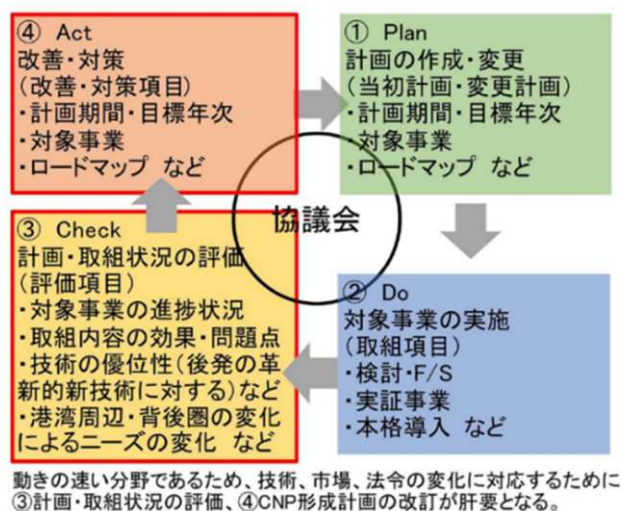 ④ Act
改善・対策
(改善・対策項目)
・計画期間・目標年次
・対象事業
・ロードマップ など
① Plan
計画の作成・変更
(当初計画・変更計画)
・計画期間・目標年次
・対象事業
・ロードマップ など
協議会
③ Check
計画・取組状況の評価
(評価項目)
・対象事業の進捗状況
・取組内容の効果・問題点
・技術の優位性(後発の革
新的新技術に対する)など
・港湾周辺・背後圏の変化
によるニーズの変化 など
② Do
対象事業の実施
(取組項目)
・検討・F/S
・実証事業
・本格導入 など
動きの速い分野であるため、技術、市場、法令の変化に対応するために
③計画・取組状況の評価、④CNP形成計画の改訂が肝要となる。